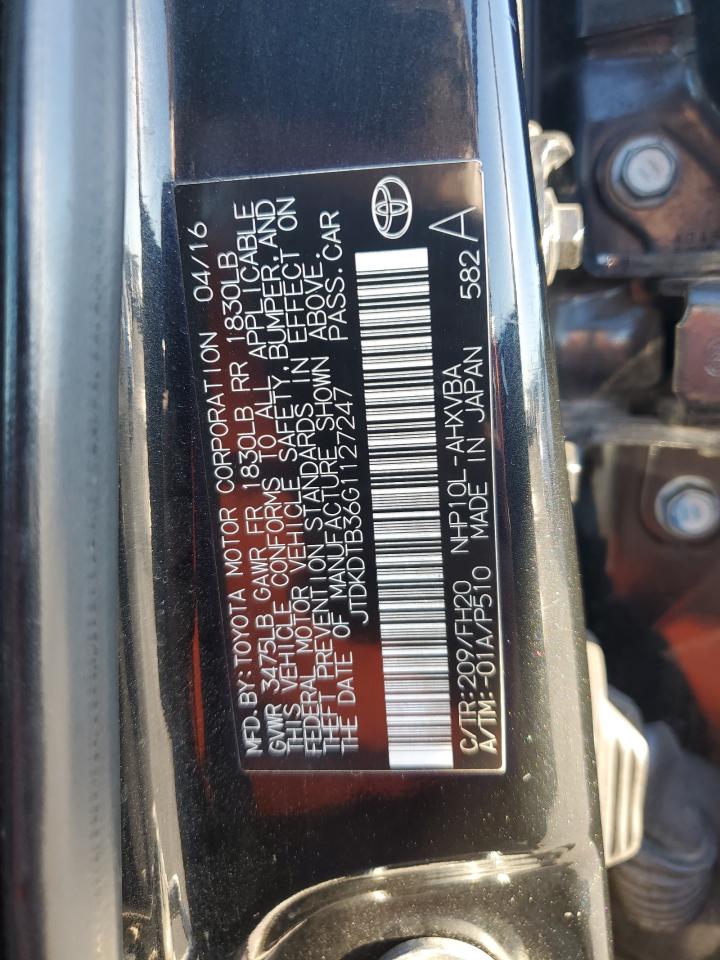 MFD. BY: TOYOTA MOTOR CORPORATION 04/16
GVWR 3475LB GAWR FR 1830LB RR 1830LB
THIS VEHICLE CONFORMS TO ALL APPLICABLE
FEDERAL MOTOR VEHICLE SAFETY, BUMPER, AND
THEFT PREVENTION STANDARDS IN EFFECT ON
THE DATE OF MANUFACTURE SHOWN ABOVE.
JTDKDTB36G1127247 PASS. CAR
C/TR: 209/FH20 NHP10L-AHXVBA 582
A/TM: -01A/P510 MADE IN JAPAN A